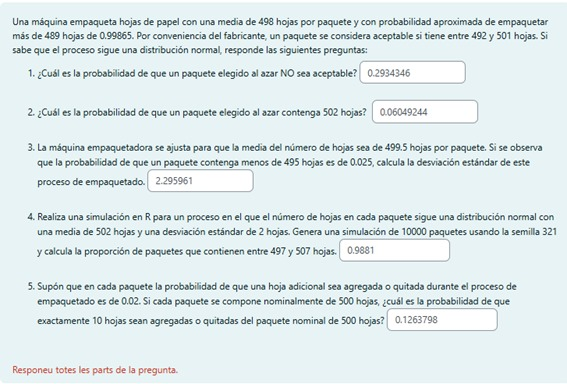 Una máquina empaqueta hojas de papel con una media de 498 hojas por paquete y con probabilidad aproximada de empaquetar
más de 489 hojas de 0.99865. Por conveniencia del fabricante, un paquete se considera aceptable si tiene entre 492 y 501 hojas. Si
sabe que el proceso sigue una distribución normal, responde las siguientes preguntas:
1. ¿Cuál es la probabilidad de que un paquete elegido al azar NO sea aceptable? 0.2934346
2. ¿Cuál es la probabilidad de que un paquete elegido al azar contenga 502 hojas? 0.06049244
3. La máquina empaquetadora se ajusta para que la media del número de hojas sea de 499.5 hojas por paquete. Si se observa
que la probabilidad de que un paquete contenga menos de 495 hojas es de 0.025, calcula la desviación estándar de este
proceso de empaquetado. 2.295961
4. Realiza una simulación en R para un proceso en el que el número de hojas en cada paquete sigue una distribución normal con
una media de 502 hojas y una desviación estándar de 2 hojas. Genera una simulación de 10000 paquetes usando la semilla 321
y calcula la proporción de paquetes que contienen entre 497 y 507 hojas. 0.9881
5. Supón que en cada paquete la probabilidad de que una hoja adicional sea agregada o quitada durante el proceso de
empaquetado es de 0.02. Si cada paquete se compone nominalmente de 500 hojas, ¿cuál es la probabilidad de que
exactamente 10 hojas sean agregadas o quitadas del paquete nominal de 500 hojas? 0.1263798
Responeu totes les parts de la pregunta.